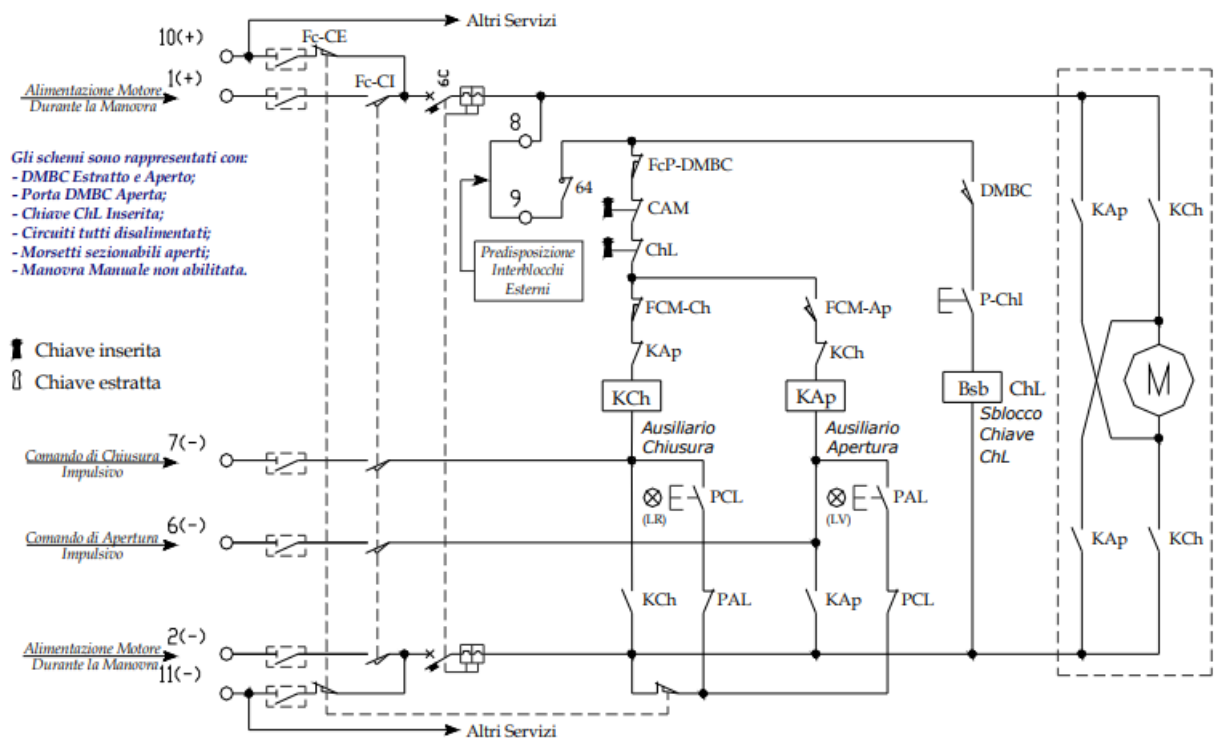 Altri Servizi
10(+)
Fc-CE
1(+)
Fc-CI
6C
Alimentazione Motore
Durante la Manovra
Gli schemi sono rappresentati con:
- DMBC Estratto e Aperto;
- Porta DMBC Aperta;
- Chiave ChL Inserita;
- Circuiti tutti disalimentati;
- Morsetti sezionabili aperti;
- Manovra Manuale non abilitata.
8
9
64
FcP-DMBC
CAM
ChL
DMBC
KAp
KCh
Predisposizione
Interblocchi
Esterni
FCM-Ch
FCM-Ap
P-Chl
Chiave inserita
Chiave estratta
KAp
KCh
KCh
KAp
Bsb
ChL
M
Ausiliario
Chiusura
Ausiliario
Apertura
Sblocco
Chiave
ChL
7(-)
Comando di Chiusura
Impulsivo
(LR)
PCL
(LV)
PAL
6(-)
Comando di Apertura
Impulsivo
KAp
KCh
KCh
PAL
KAp
PCL
2(-)
Alimentazione Motore
Durante la Manovra
11(-)
Altri Servizi